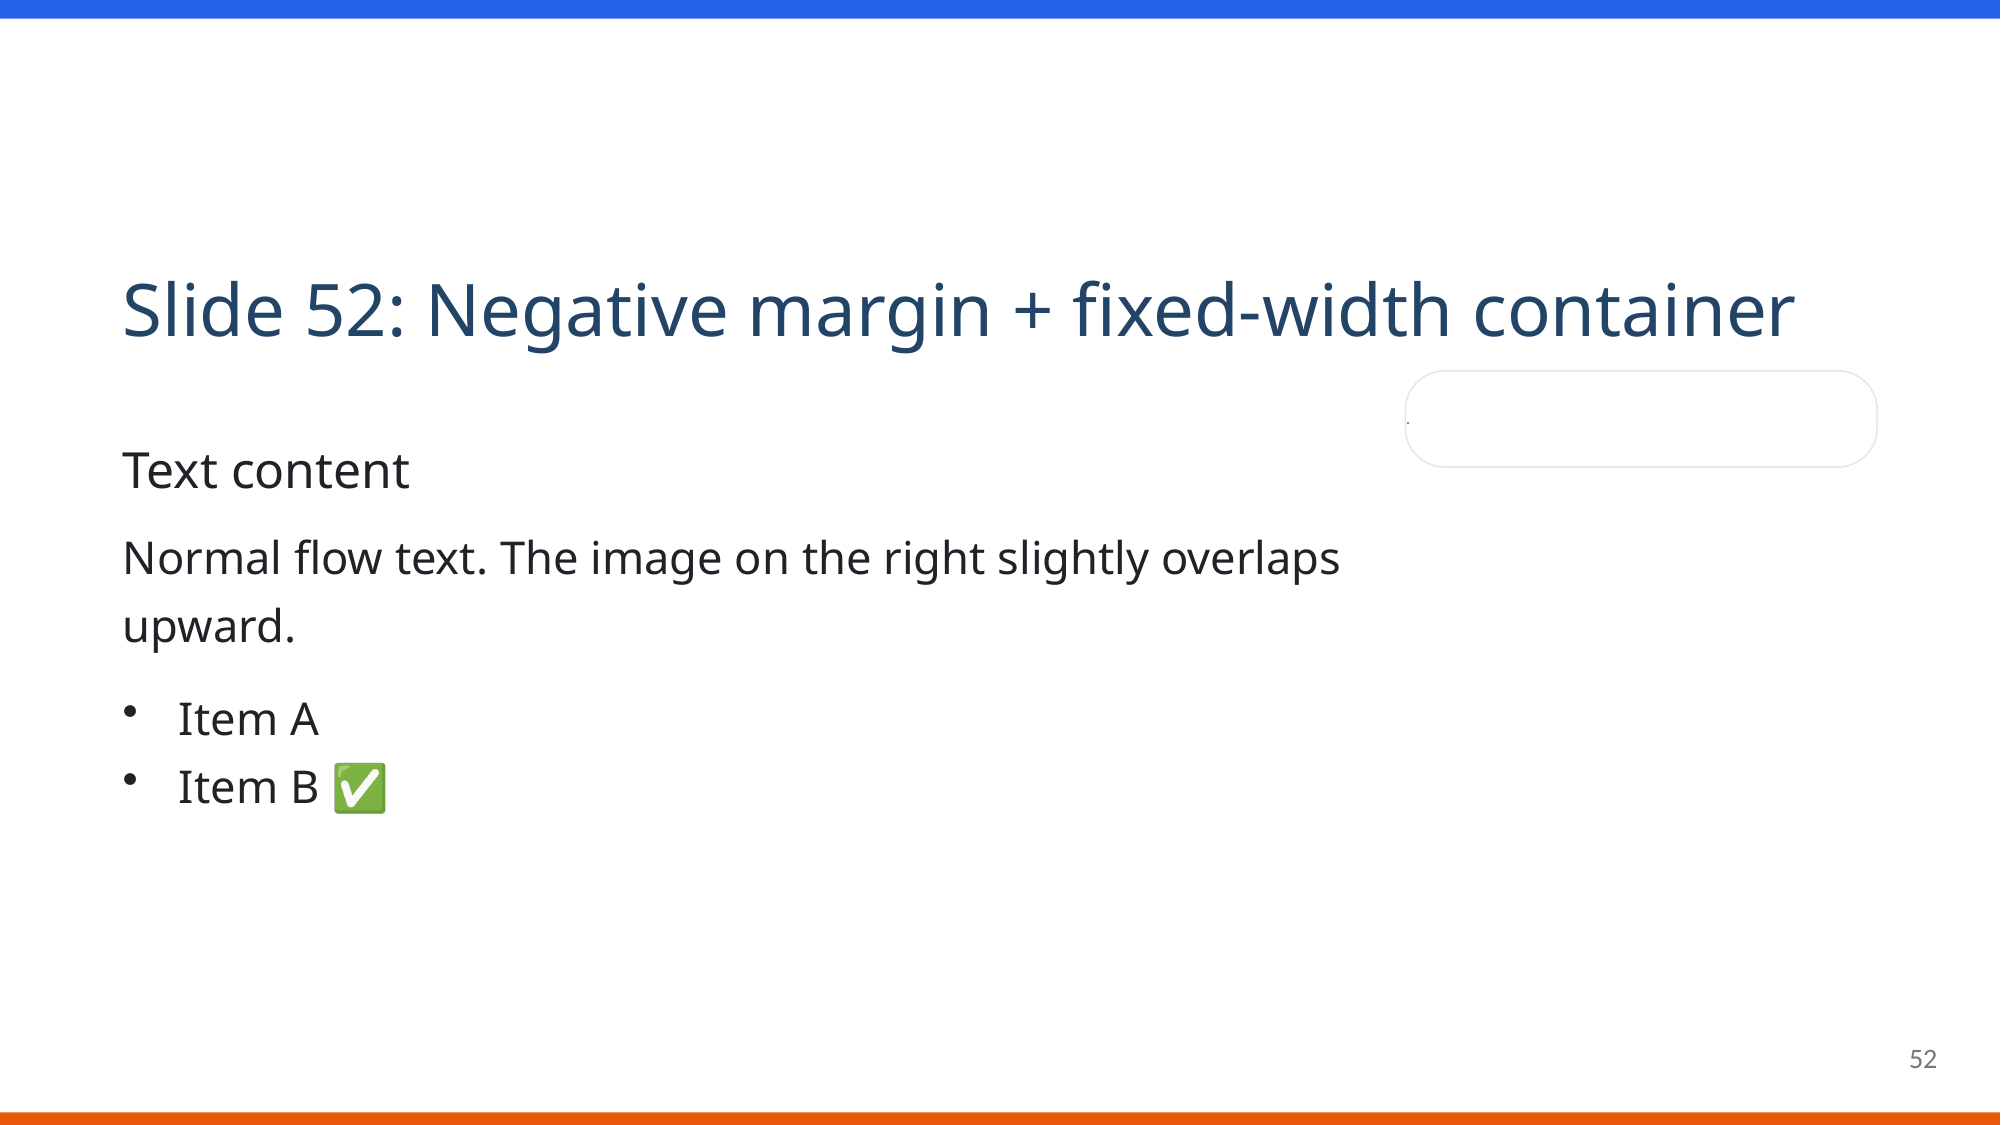 Slide 52: Negative margin + fixed-width container
Text content
Normal flow text. The image on the right slightly overlaps
upward.
• Item A
• Item B ✅
52